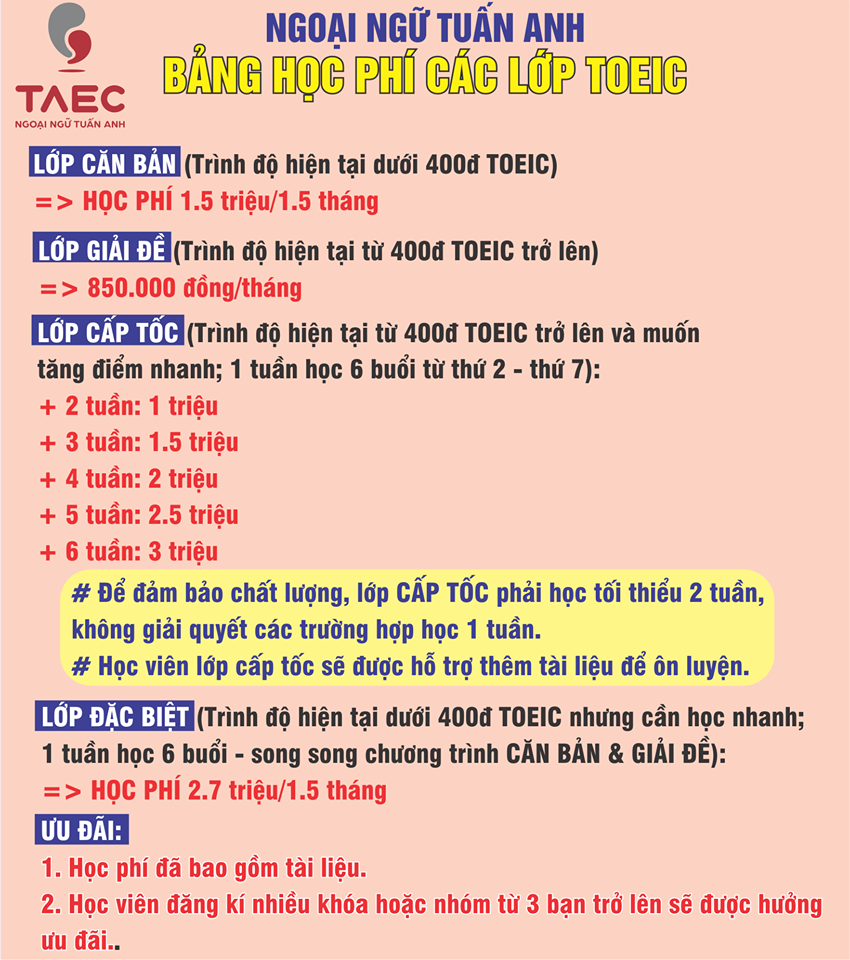 TAEC
NGOẠI NGỮ TUẤN ANH
NGOẠI NGỮ TUẤN ANH
BẢNG HỌC PHÍ CÁC LỚP TOEIC
LỚP CĂN BẢN (Trình độ hiện tại dưới 400đ TOEIC)
=> HỌC PHÍ 1.5 triệu/1.5 tháng
LỚP GIẢI ĐỀ (Trình độ hiện tại từ 400đ TOEIC trở lên)
=> 850.000 đồng/tháng
LỚP CẤP TỐC (Trình độ hiện tại từ 400đ TOEIC trở lên và muốn
tăng điểm nhanh; 1 tuần học 6 buổi từ thứ 2 - thứ 7):
+ 2 tuần: 1 triệu
+ 3 tuần: 1.5 triệu
+ 4 tuần: 2 triệu
+ 5 tuần: 2.5 triệu
+ 6 tuần: 3 triệu
# Để đảm bảo chất lượng, lớp CẤP TỐC phải học tối thiểu 2 tuần,
không giải quyết các trường hợp học 1 tuần.
# Học viên lớp cấp tốc sẽ được hỗ trợ thêm tài liệu để ôn luyện.
LỚP ĐẶC BIỆT (Trình độ hiện tại dưới 400đ TOEIC nhưng cần học nhanh;
1 tuần học 6 buổi - song song chương trình CĂN BẢN & GIẢI ĐỀ):
=> HỌC PHÍ 2.7 triệu/1.5 tháng
ƯU ĐÃI:
1. Học phí đã bao gồm tài liệu.
2. Học viên đăng kí nhiều khóa hoặc nhóm từ 3 bạn trở lên sẽ được hưởng
ưu đãi..